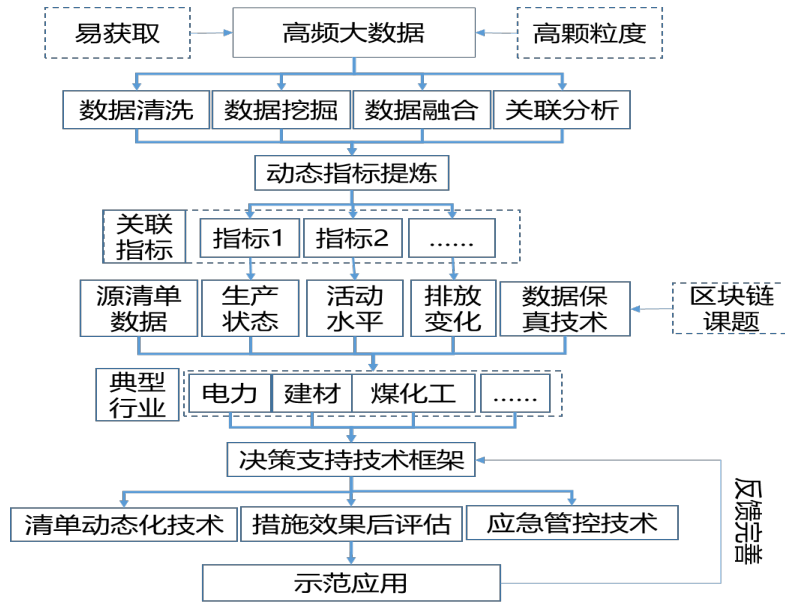 易获取
高频大数据
高颗粒度
数据清洗
数据挖掘
数据融合
关联分析
动态指标提炼
关联
指标
指标1
指标2
……
源清单
数据
生产
状态
活动
水平
排放
变化
数据保
真技术
区块链
课题
典型
行业
电力
建材
煤化工
……
决策支持技术框架
反馈完善
清单动态化技术
措施效果后评估
应急管控技术
示范应用